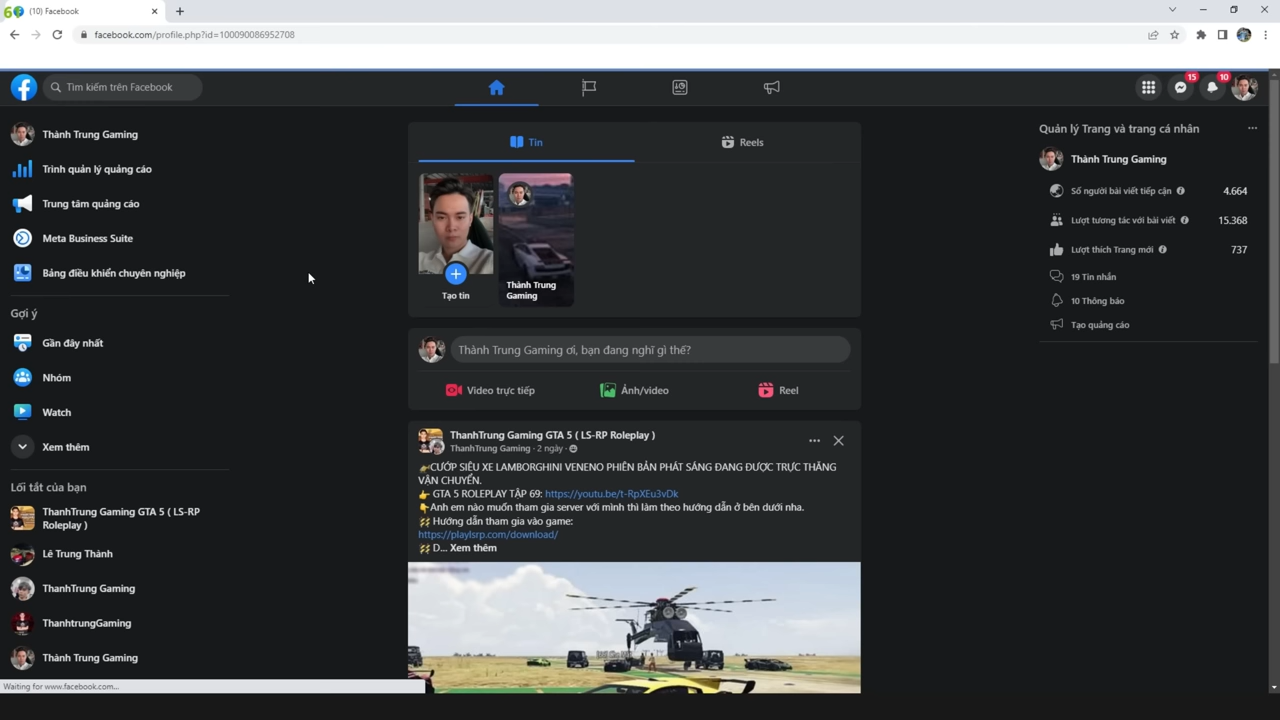 (10) Facebook
facebook.com/profile.php?id=100090086952708
Tìm kiếm trên Facebook
15
10
Thành Trung Gaming
Trình quản lý quảng cáo
Trung tâm quảng cáo
Meta Business Suite
Bảng điều khiển chuyên nghiệp
Gợi ý
Gần đây nhất
Nhóm
Watch
Xem thêm
Lối tắt của bạn
ThanhTrung Gaming GTA 5 ( LS-RP
Roleplay )
Lê Trung Thành
ThanhTrung Gaming
ThanhtrungGaming
Thành Trung Gaming
Waiting for www.facebook.com...
Tin
Reels
Tạo tin
Thành Trung
Gaming
Thành Trung Gaming ơi, bạn đang nghĩ gì thế?
Video trực tiếp
Ảnh/video
Reel
ThanhTrung Gaming GTA 5 ( LS-RP Roleplay )
ThanhTrung Gaming · 2 ngày ·
CƯỚP SIÊU XE LAMBORGHINI VENENO PHIÊN BẢN PHÁT SÁNG ĐANG ĐƯỢC TRỰC THĂNG
VẬN CHUYỂN.
👉 GTA 5 ROLEPLAY TẬP 69: https://youtu.be/t-RpXEu3vDk
👇Anh em nào muốn tham gia server với mình thì làm theo hướng dẫn ở bên dưới nha.
Hướng dẫn tham gia vào game:
https://playlsrp.com/download/
D... Xem thêm
Quản lý Trang và trang cá nhân
Thành Trung Gaming
Số người bài viết tiếp cận
4.664
Lượt tương tác với bài viết
15.368
Lượt thích Trang mới
737
19 Tin nhắn
10 Thông báo
Tạo quảng cáo